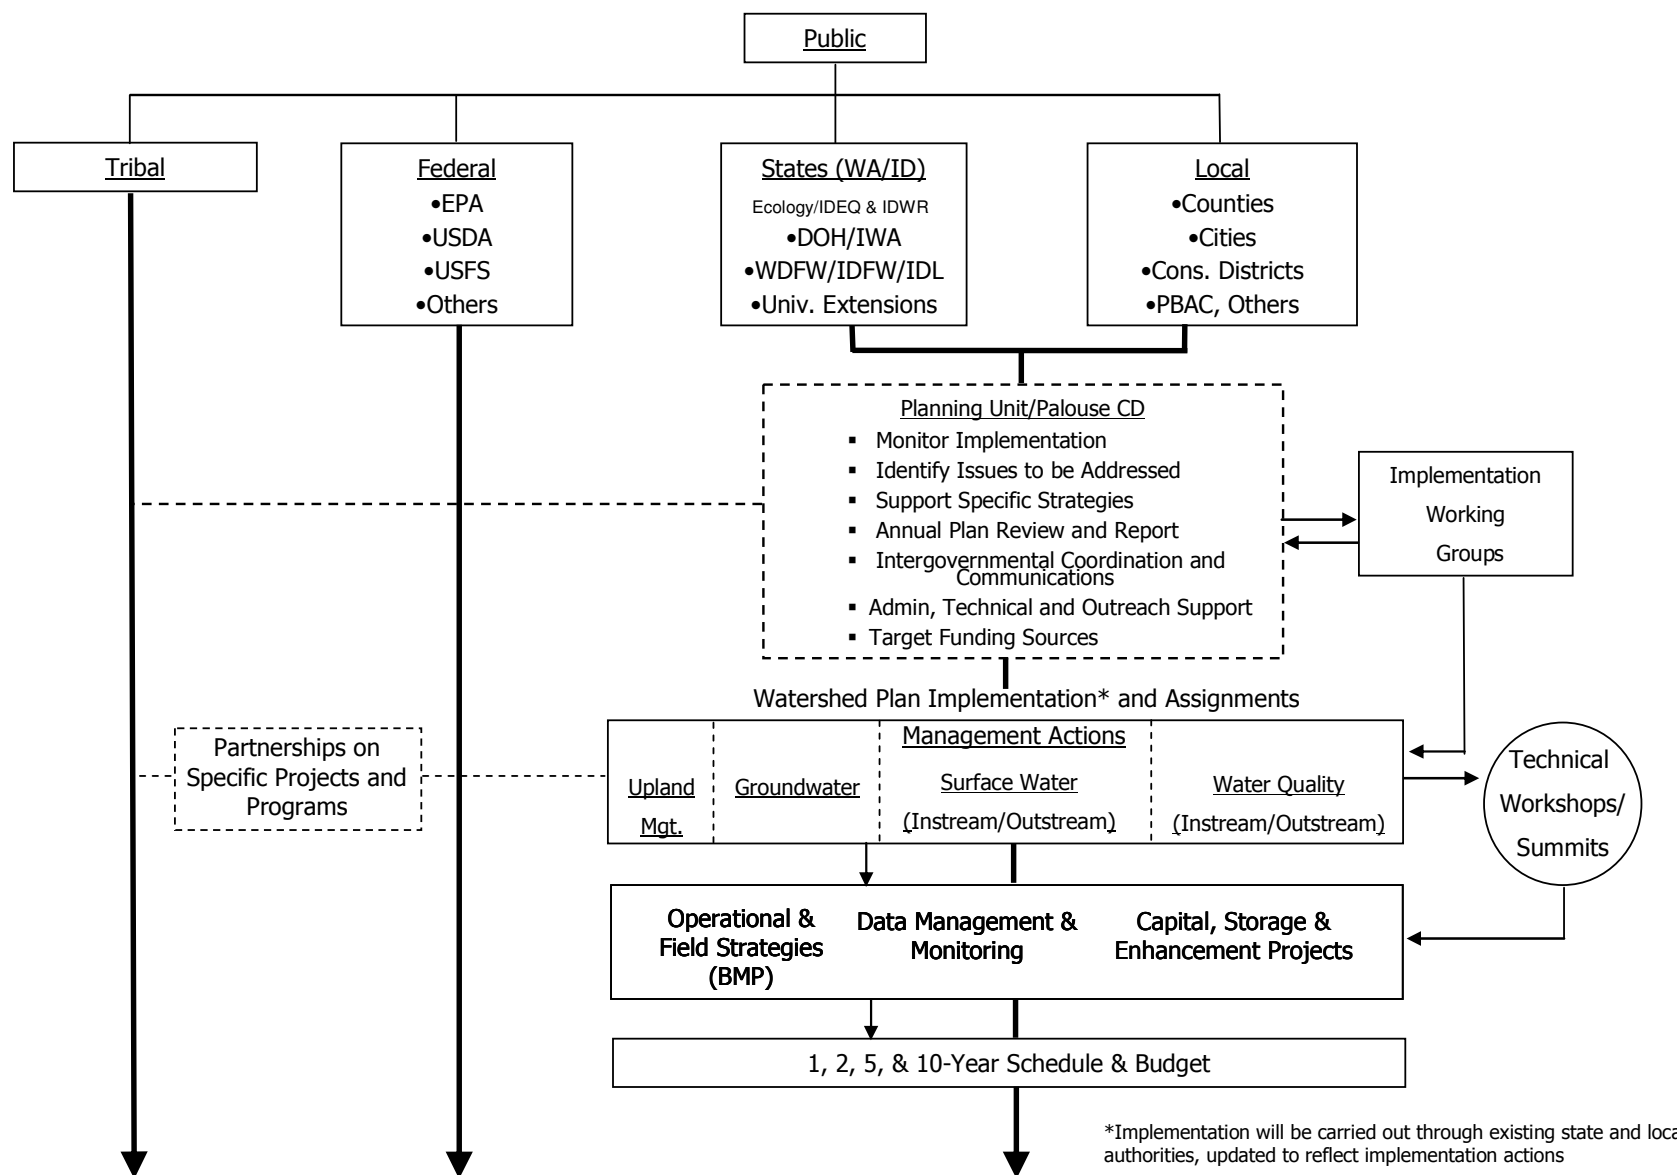 Public
Tribal
Federal
•EPA
•USDA
•USFS
•Others
States (WA/ID)
Ecology/IDEQ & IDWR
•DOH/IWA
•WDFW/IDFW/IDL
•Univ. Extensions
Local
•Counties
•Cities
•Cons. Districts
•PBAC, Others
Planning Unit/Palouse CD
▪ Monitor Implementation
▪ Identify Issues to be Addressed
▪ Support Specific Strategies
▪ Annual Plan Review and Report
▪ Intergovernmental Coordination and
Communications
▪ Admin, Technical and Outreach Support
▪ Target Funding Sources
Implementation
Working
Groups
Watershed Plan Implementation* and Assignments
Management Actions
Upland
Mgt.
Groundwater
Surface Water
(Instream/Outstream)
Water Quality
(Instream/Outstream)
Partnerships on
Specific Projects and
Programs
Technical
Workshops/
Summits
Operational &
Field Strategies
(BMP)
Data Management &
Monitoring
Capital, Storage &
Enhancement Projects
1, 2, 5, & 10-Year Schedule & Budget
*Implementation will be carried out through existing state and loca
authorities, updated to reflect implementation actions